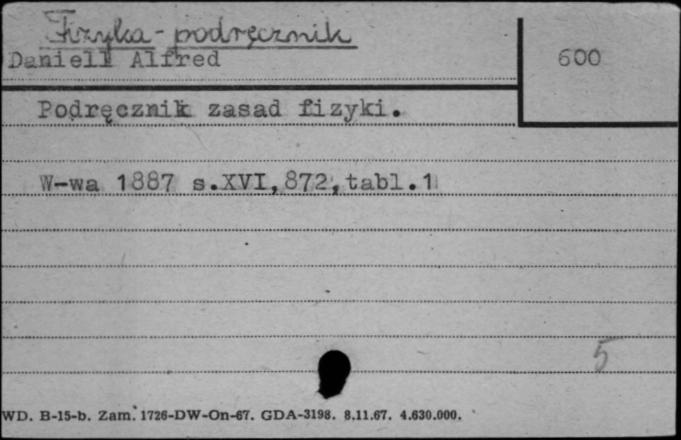 Fizyka - podręcznik
Daniell Alfred
600
Podręcznik zasad fizyki.
W-wa 1887 s.XVI,872,tabl.1
5
WD. B-15-b. Zam. 1726-DW-On-67. GDA-3198. 8.11.67. 4.630.000.